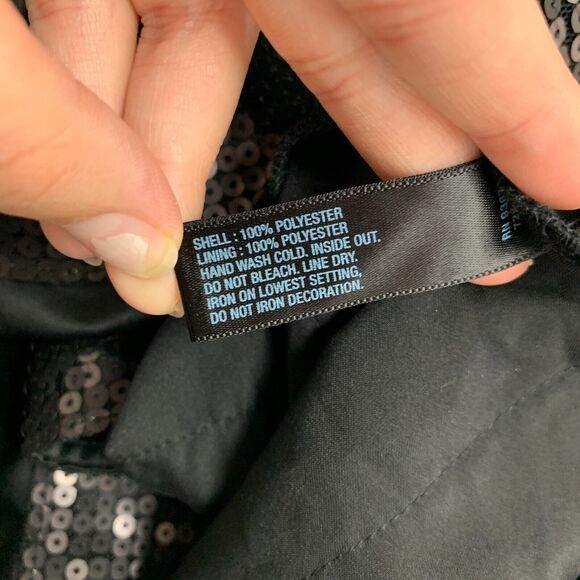 SHELL : 100% POLYESTER
LINING : 100% POLYESTER
HAND WASH COLD. INSIDE OUT.
DO NOT BLEACH. LINE DRY.
IRON ON LOWEST SETTING,
DO NOT IRON DECORATION.
RN